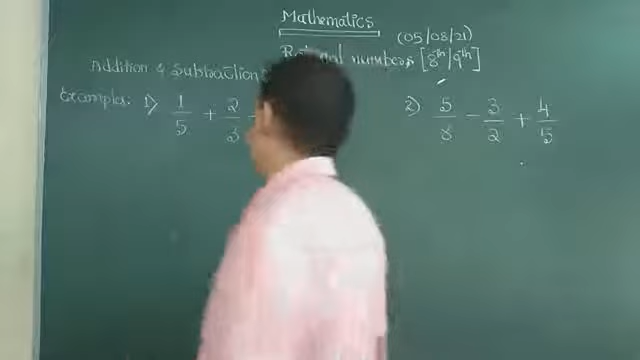 Mathematics
(05/08/21)
numbers [8th/9th]
Addition & Subtraction
Examples: 1) 1/5 + 2/3
2) 5/8 - 3/2 + 4/5